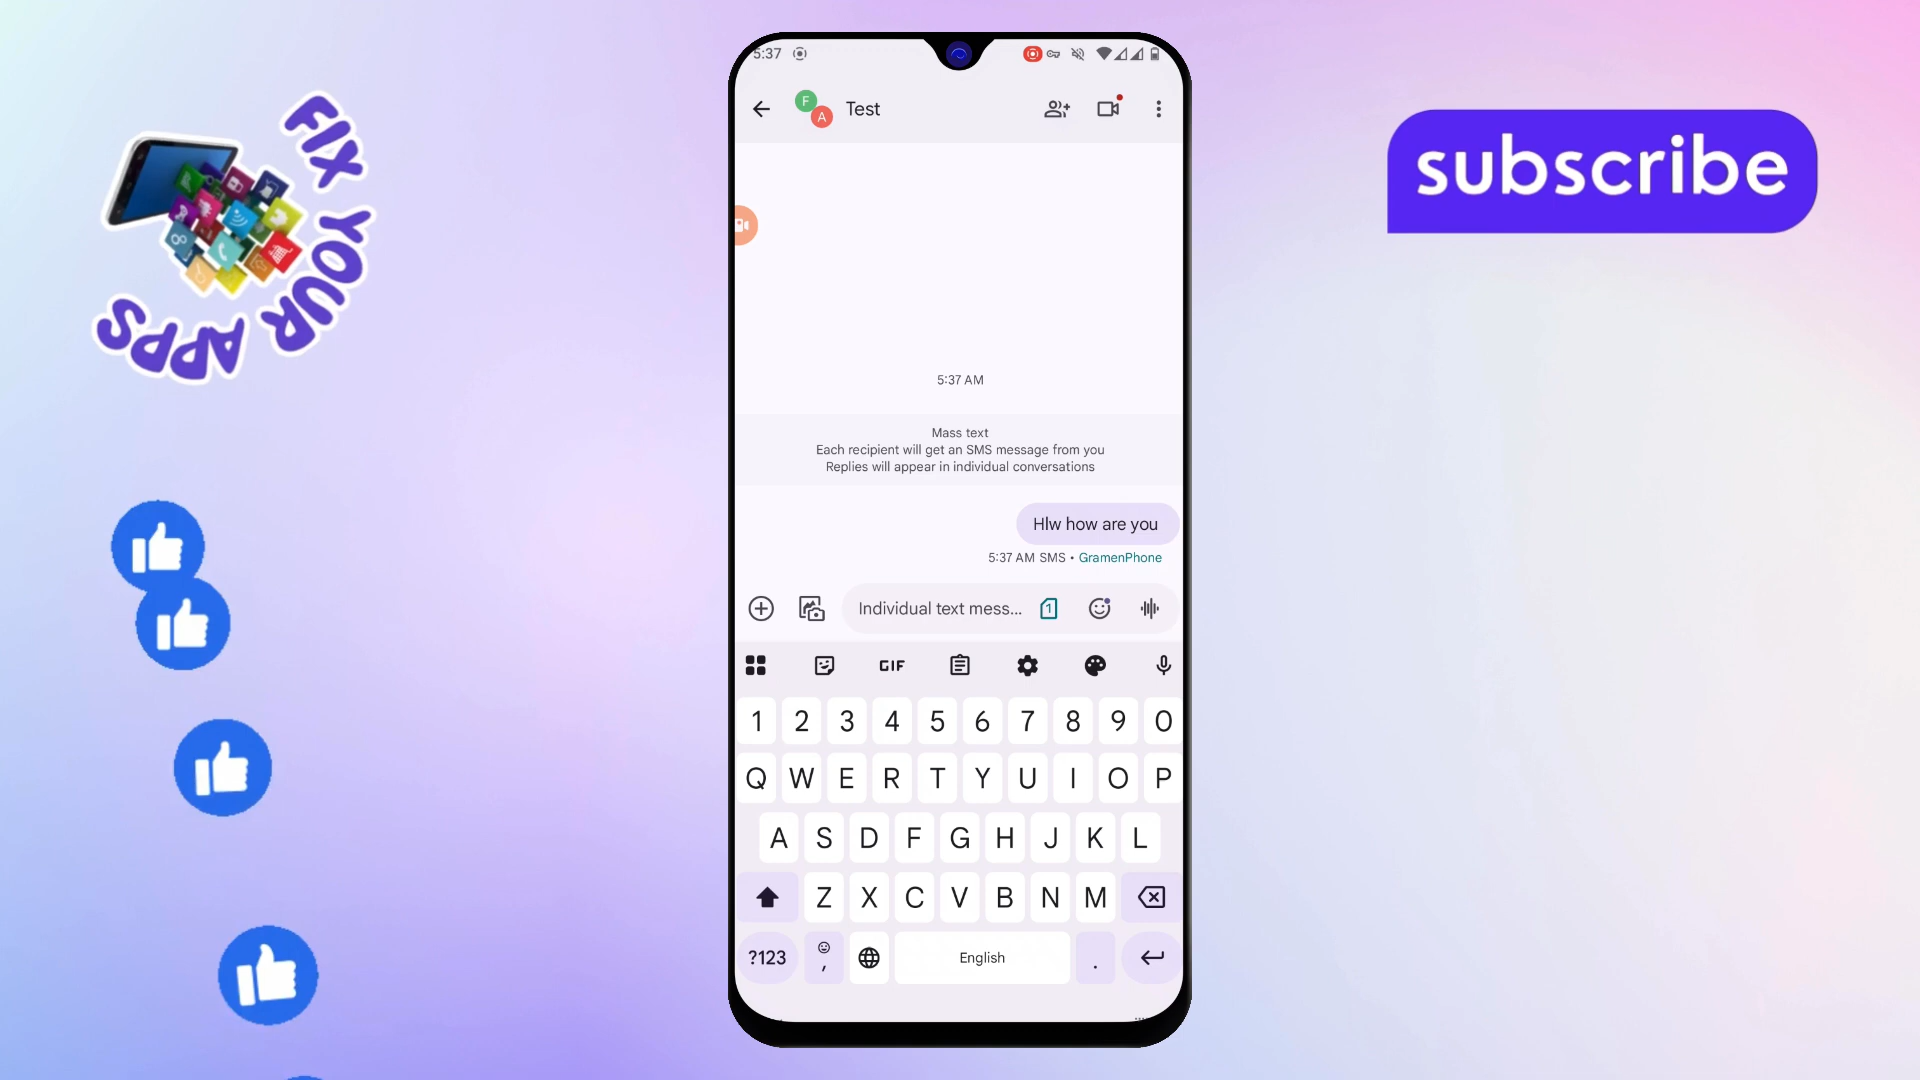 FIX YOUR APPS
subscribe
5:37
F
A
Test
5:37 AM
Mass text
Each recipient will get an SMS message from you
Replies will appear in individual conversations
Hlw how are you
5:37 AM SMS • GramenPhone
Individual text mess...
1
GIF
1 2 3 4 5 6 7 8 9 0
Q W E R T Y U I O P
A S D F G H J K L
Z X C V B N M
?123 , English .